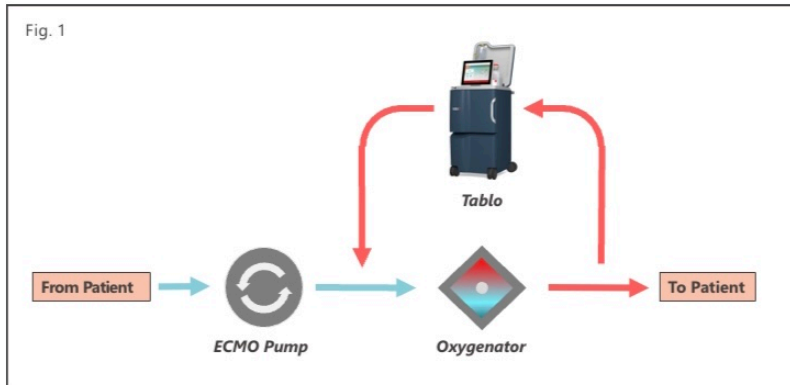 Fig. 1
Tablo
From Patient
To Patient
ECMO Pump
Oxygenator